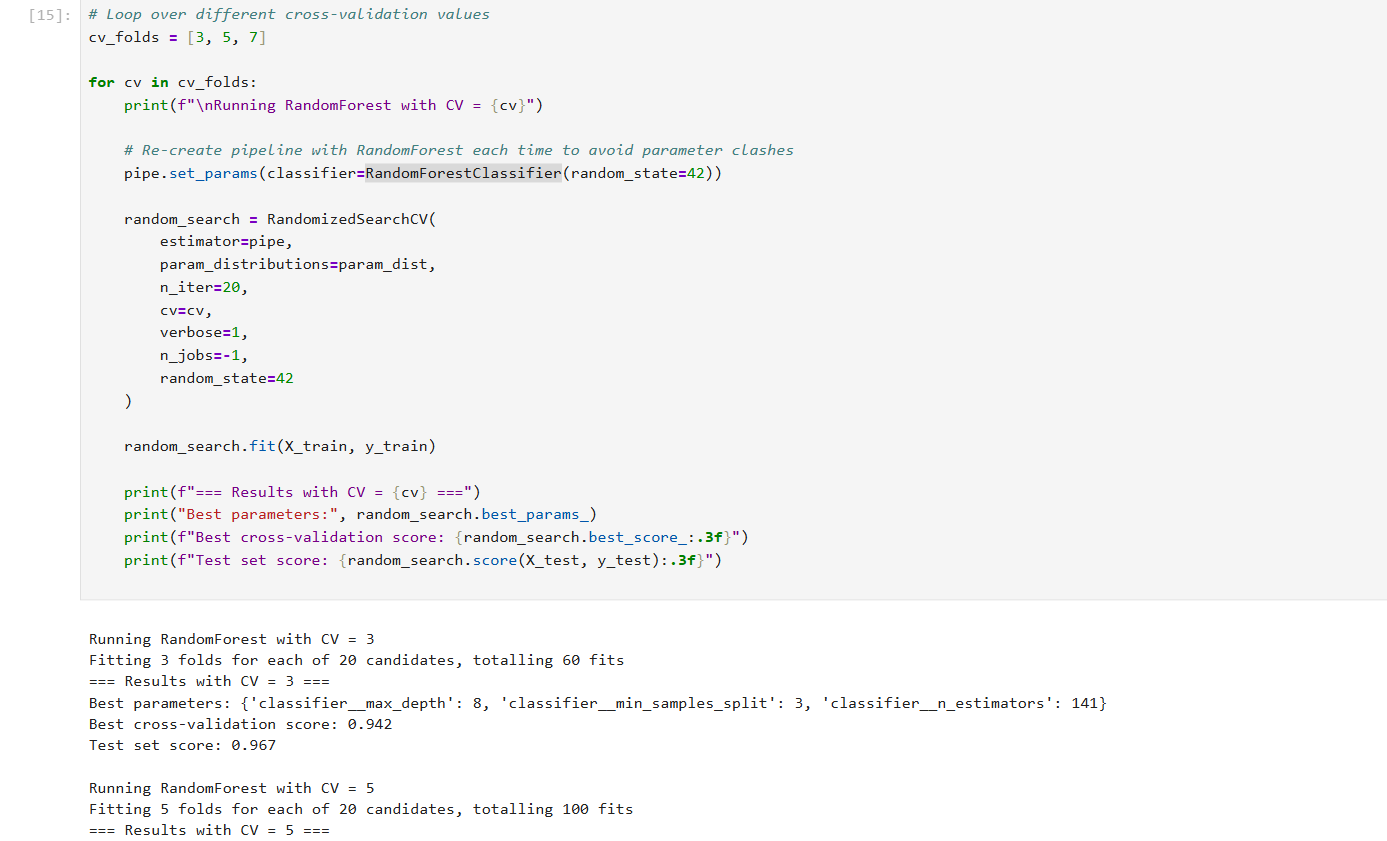 [15]:
# Loop over different cross-validation values
cv_folds = [3, 5, 7]
for cv in cv_folds:
    print(f"\nRunning RandomForest with CV = {cv}")
    # Re-create pipeline with RandomForest each time to avoid parameter clashes
    pipe.set_params(classifier=RandomForestClassifier(random_state=42))
    random_search = RandomizedSearchCV(
        estimator=pipe,
        param_distributions=param_dist,
        n_iter=20,
        cv=cv,
        verbose=1,
        n_jobs=-1,
        random_state=42
    )
    random_search.fit(X_train, y_train)
    print(f"=== Results with CV = {cv} ===")
    print("Best parameters:", random_search.best_params_)
    print(f"Best cross-validation score: {random_search.best_score_:.3f}")
    print(f"Test set score: {random_search.score(X_test, y_test):.3f}")
Running RandomForest with CV = 3
Fitting 3 folds for each of 20 candidates, totalling 60 fits
=== Results with CV = 3 ===
Best parameters: {'classifier__max_depth': 8, 'classifier__min_samples_split': 3, 'classifier__n_estimators': 141}
Best cross-validation score: 0.942
Test set score: 0.967
Running RandomForest with CV = 5
Fitting 5 folds for each of 20 candidates, totalling 100 fits
=== Results with CV = 5 ===